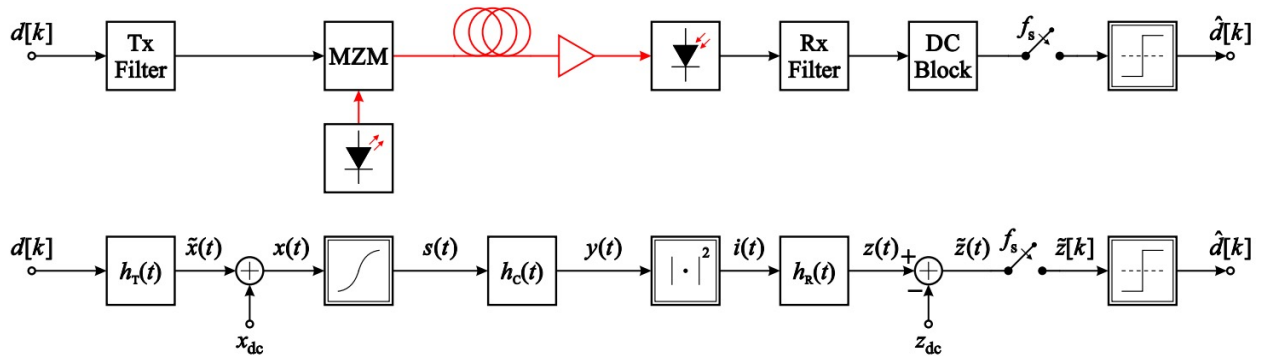 d[k]
Tx
Filter
MZM
Rx
Filter
DC
Block
f_s
d̂[k]
d[k]
h_T(t)
x̃(t)
+
x_dc
x(t)
s(t)
h_C(t)
y(t)
| • |²
i(t)
h_R(t)
z(t)
+
+
−
z_dc
z̃(t)
f_s
z̃[k]
d̂[k]